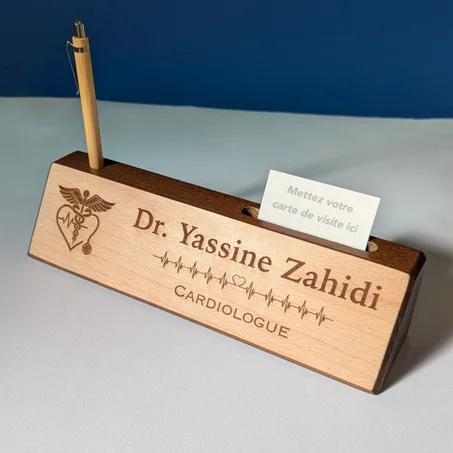 Mettez votre
carte de visite ici
Dr. Yassine Zahidi
Cardiologue